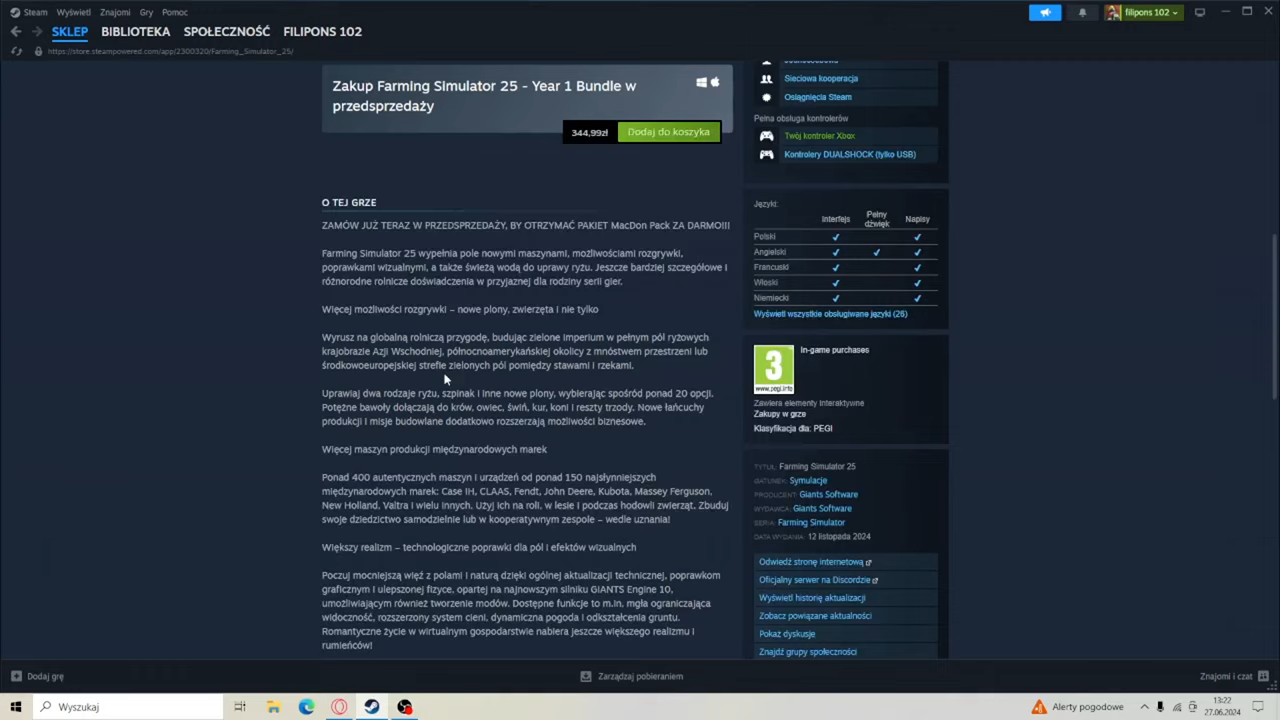 Steam Wyświetl Znajomi Gry Pomoc
filipons 102
SKLEP BIBLIOTEKA SPOŁECZNOŚĆ FILIPONS 102
https://store.steampowered.com/app/2300320/Farming_Simulator_25/
Zakup Farming Simulator 25 - Year 1 Bundle w
przedsprzedaży
344,99zł Dodaj do koszyka
O TEJ GRZE
ZAMÓW JUŻ TERAZ W PRZEDSPRZEDAŻY, BY OTRZYMAĆ PAKIET MacDon Pack ZA DARMO!!!
Farming Simulator 25 wypełnia pole nowymi maszynami, możliwościami rozgrywki,
poprawkami wizualnymi, a także świeżą wodą do uprawy ryżu. Jeszcze bardziej szczegółowe i
różnorodne rolnicze doświadczenia w przyjaznej dla rodziny serii gier.
Więcej możliwości rozgrywki – nowe plony, zwierzęta i nie tylko
Wyrusz na globalną rolniczą przygodę, budując zielone imperium w pełnym pól ryżowych
krajobrazie Azji Wschodniej, północnoamerykańskiej okolicy z mnóstwem przestrzeni lub
środkowoeuropejskiej strefie zielonych pól pomiędzy stawami i rzekami.
Uprawiaj dwa rodzaje ryżu, szpinak i inne nowe plony, wybierając spośród ponad 20 opcji.
Potężne bawoły dołączają do krów, owiec, świń, kur, koni i reszty trzody. Nowe łańcuchy
produkcji i misje budowlane dodatkowo rozszerzają możliwości biznesowe.
Więcej maszyn produkcji międzynarodowych marek
Ponad 400 autentycznych maszyn i urządzeń od ponad 150 najsłynniejszych
międzynarodowych marek: Case IH, CLAAS, Fendt, John Deere, Kubota, Massey Ferguson,
New Holland, Valtra i wielu innych. Użyj ich na roli, w lesie i podczas hodowli zwierząt. Zbuduj
swoje dziedzictwo samodzielnie lub w kooperatywnym zespole – wedle uznania!
Większy realizm – technologiczne poprawki dla pól i efektów wizualnych
Poczuj mocniejszą więź z polami i naturą dzięki ogólnej aktualizacji technicznej, poprawkom
graficznym i ulepszonej fizyce, opartej na najnowszym silniku GIANTS Engine 10,
umożliwiającym również tworzenie modów. Dostępne funkcje to m.in. mgła ograniczająca
widoczność, rozszerzony system cieni, dynamiczna pogoda i odkształcenia gruntu.
Romantyczne życie w wirtualnym gospodarstwie nabiera jeszcze większego realizmu i
rumieńców!
Sieciowa kooperacja
Osiągnięcia Steam
Pełna obsługa kontrolerów
Twój kontroler Xbox
Kontrolery DUALSHOCK (tylko USB)
Języki:
Interfejs Pełny dźwięk Napisy
Polski ✔ ✔
Angielski ✔ ✔ ✔
Francuski ✔ ✔
Włoski ✔ ✔
Niemiecki ✔ ✔
Wyświetl wszystkie obsługiwane języki (26)
3
www.pegi.info
In-game purchases
Zawiera elementy interaktywne
Zakupy w grze
Klasyfikacja dla: PEGI
TYTUŁ: Farming Simulator 25
GATUNEK: Symulacje
PRODUCENT: Giants Software
WYDAWCA: Giants Software
SERIA: Farming Simulator
DATA WYDANIA: 12 listopada 2024
Odwiedź stronę internetową
Oficjalny serwer na Discordzie
Wyświetl historię aktualizacji
Zobacz powiązane aktualności
Pokaż dyskusje
Znajdź grupy społeczności
Dodaj grę Zarządzaj pobieraniem Znajomi i czat
Wyszukaj Alerty pogodowe 13:22
27.06.2024